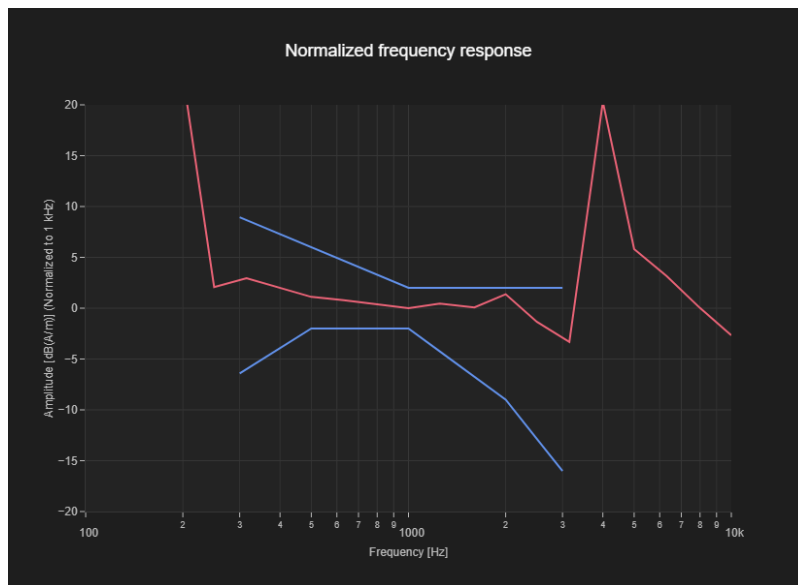 Normalized frequency response
Amplitude [dB(A/m)] (Normalized to 1 kHz)
20
15
10
5
0
−5
−10
−15
−20
100 2 3 4 5 6 7 8 9 1000 2 3 4 5 6 7 8 9 10k
Frequency [Hz]